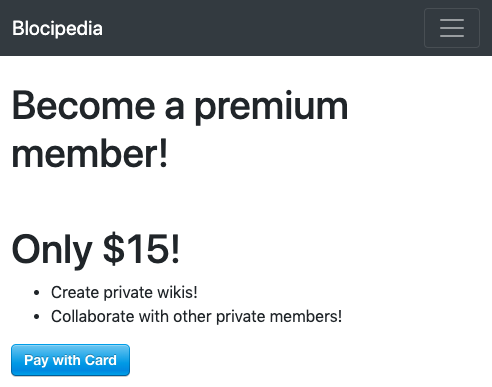 Blocipedia
Become a premium
member!
Only $15!
Create private wikis!
Collaborate with other private members!
Pay with Card